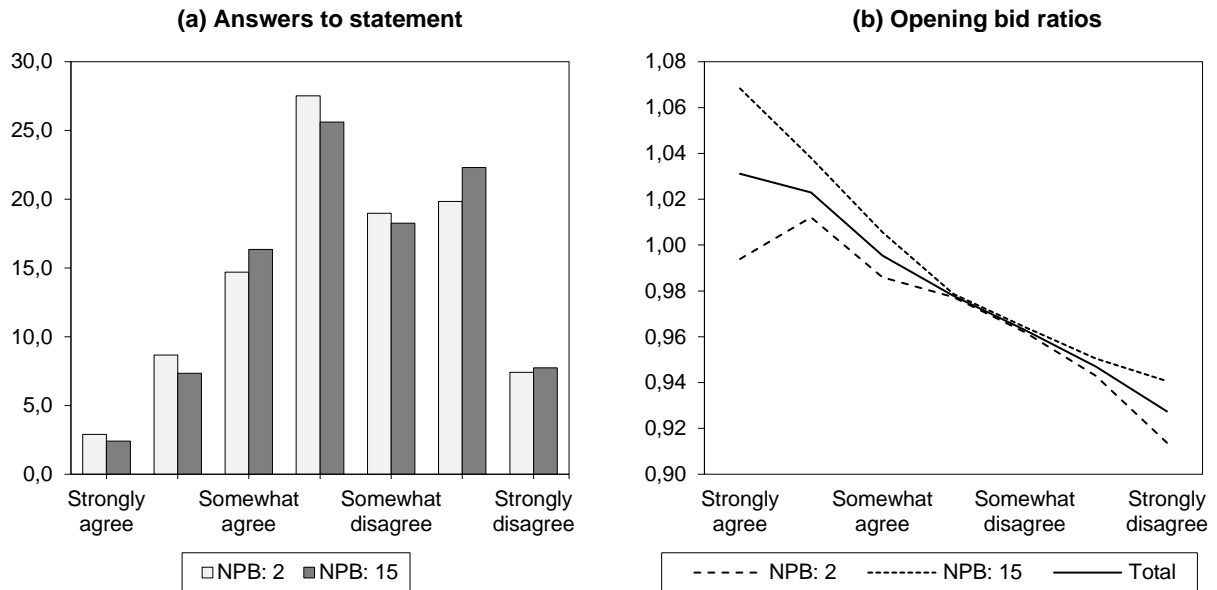 (a) Answers to statement
30,0
25,0
20,0
15,0
10,0
5,0
0,0
Strongly agree
Somewhat agree
Somewhat disagree
Strongly disagree
NPB: 2 NPB: 15
(b) Opening bid ratios
1,08
1,06
1,04
1,02
1,00
0,98
0,96
0,94
0,92
0,90
Strongly agree
Somewhat agree
Somewhat disagree
Strongly disagree
NPB: 2 NPB: 15 Total